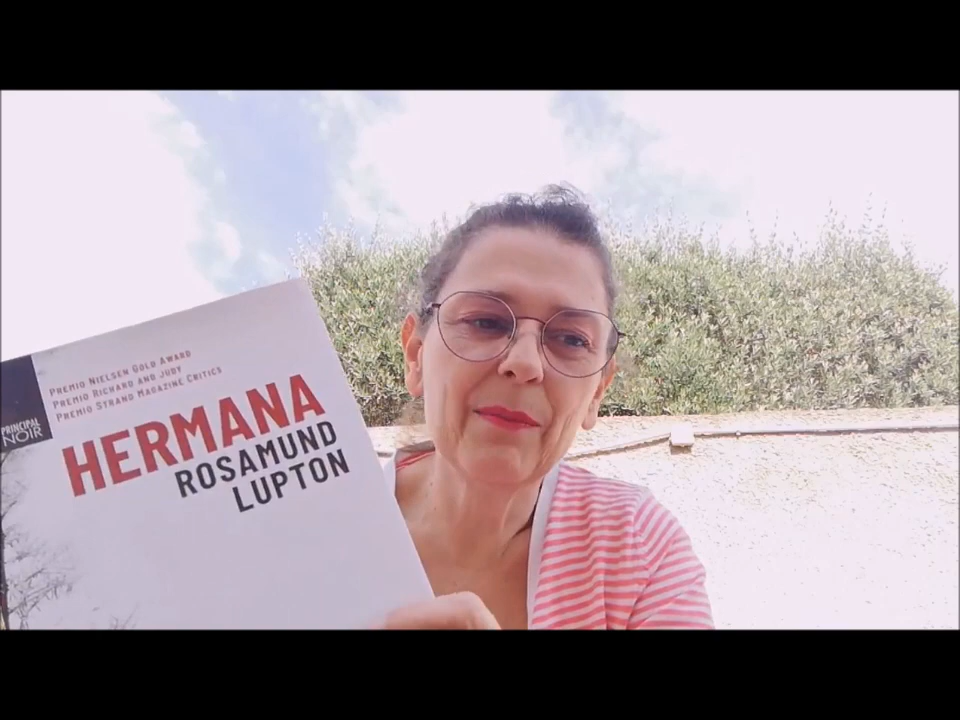 PREMIO NIELSEN GOLD AWARD
PREMIO RICHARD AND JUDY
PREMIO STRAND MAGAZINE CRITICS
HERMANA
ROSAMUND
LUPTON
PRINCIPAL
NOIR